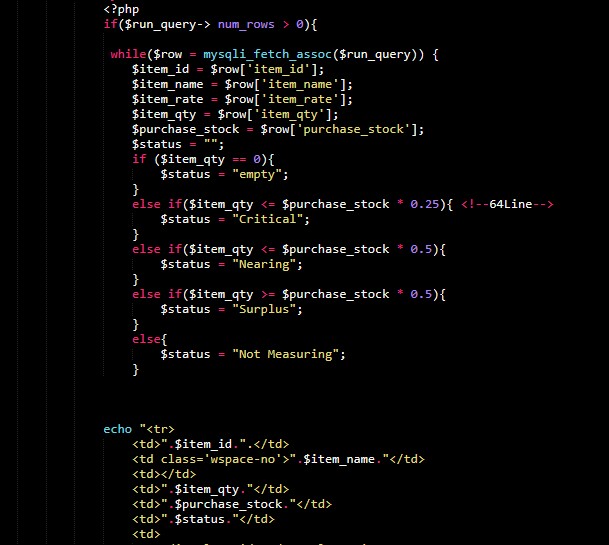 <?php
if($run_query-> num_rows > 0){
while($row = mysqli_fetch_assoc($run_query)) {
$item_id = $row['item_id'];
$item_name = $row['item_name'];
$item_rate = $row['item_rate'];
$item_qty = $row['item_qty'];
$purchase_stock = $row['purchase_stock'];
$status = "";
if ($item_qty == 0){
$status = "empty";
}
else if($item_qty <= $purchase_stock * 0.25){ <!--64Line-->
$status = "Critical";
}
else if($item_qty <= $purchase_stock * 0.5){
$status = "Nearing";
}
else if($item_qty >= $purchase_stock * 0.5){
$status = "Surplus";
}
else{
$status = "Not Measuring";
}
echo "<tr>
<td>".$item_id.".</td>
<td class='wspace-no'>".$item_name."</td>
<td></td>
<td>".$item_qty."</td>
<td>".$purchase_stock."</td>
<td>".$status."</td>
<td>